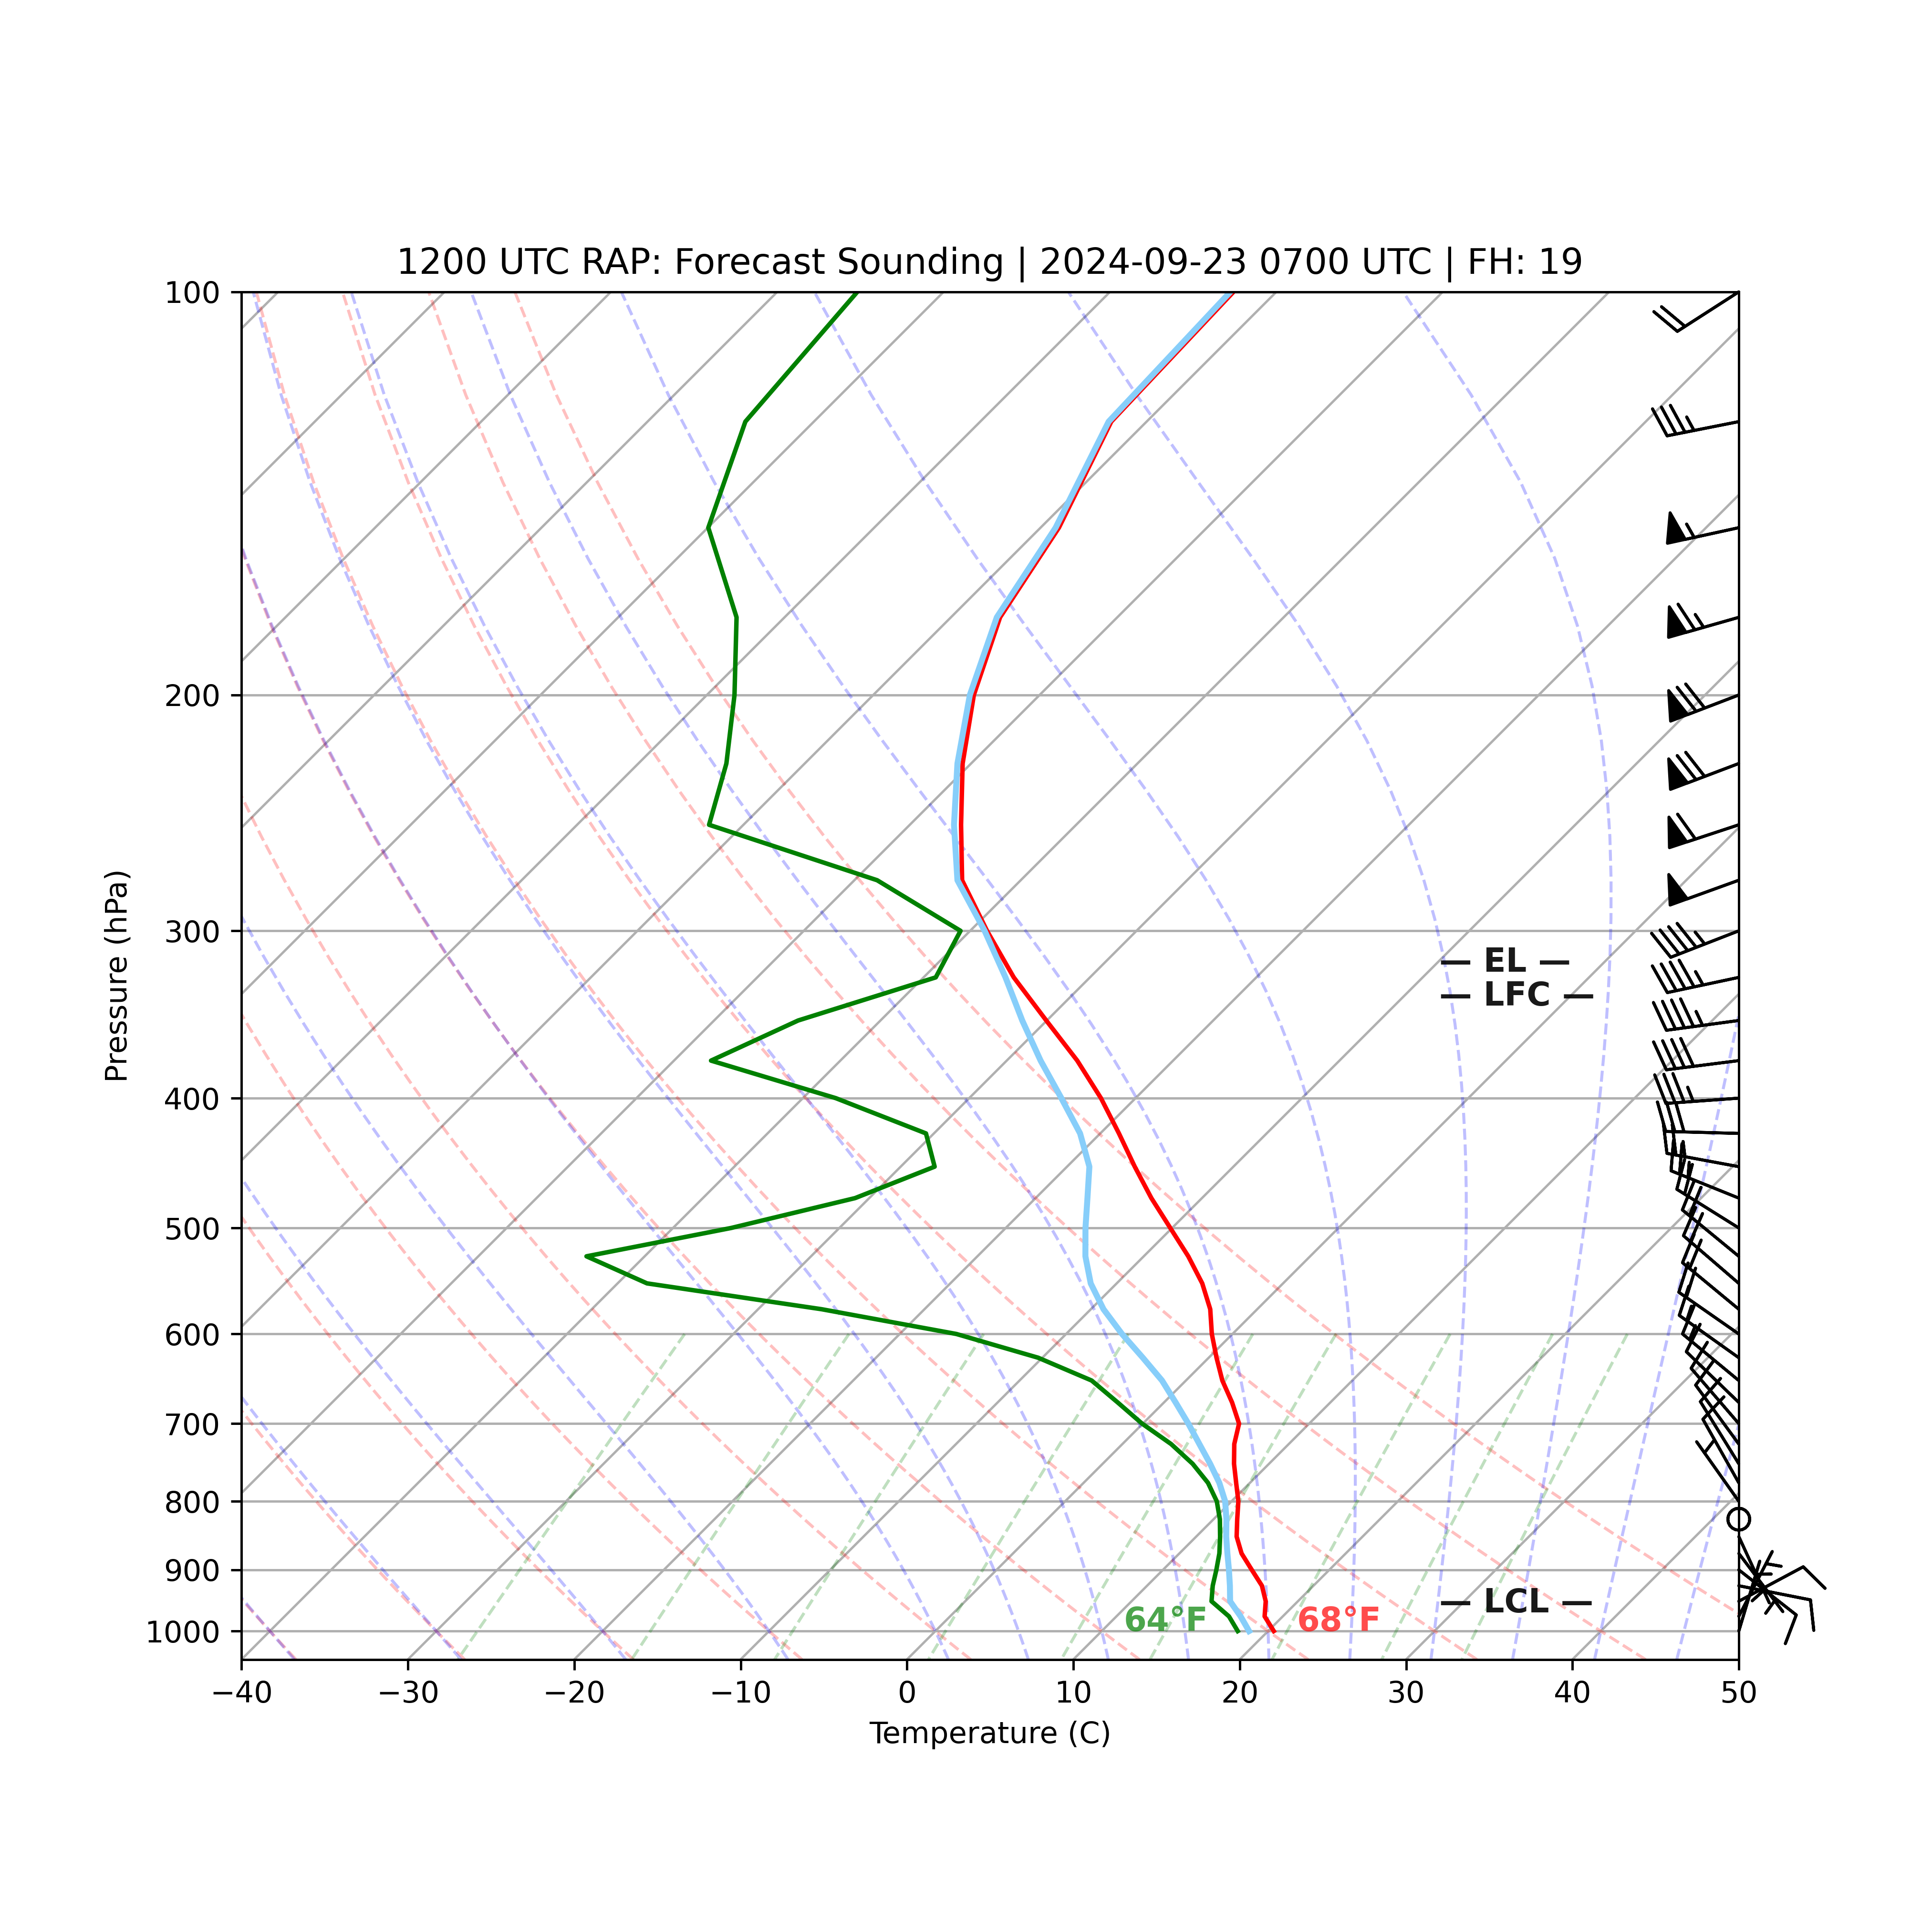 1200 UTC RAP: Forecast Sounding | 2024-09-23 0700 UTC | FH: 19
100
200
300
400
500
600
700
800
900
1000
Pressure (hPa)
— EL —
— LFC —
— LCL —
64°F
68°F
−40 −30 −20 −10 0 10 20 30 40 50
Temperature (C)